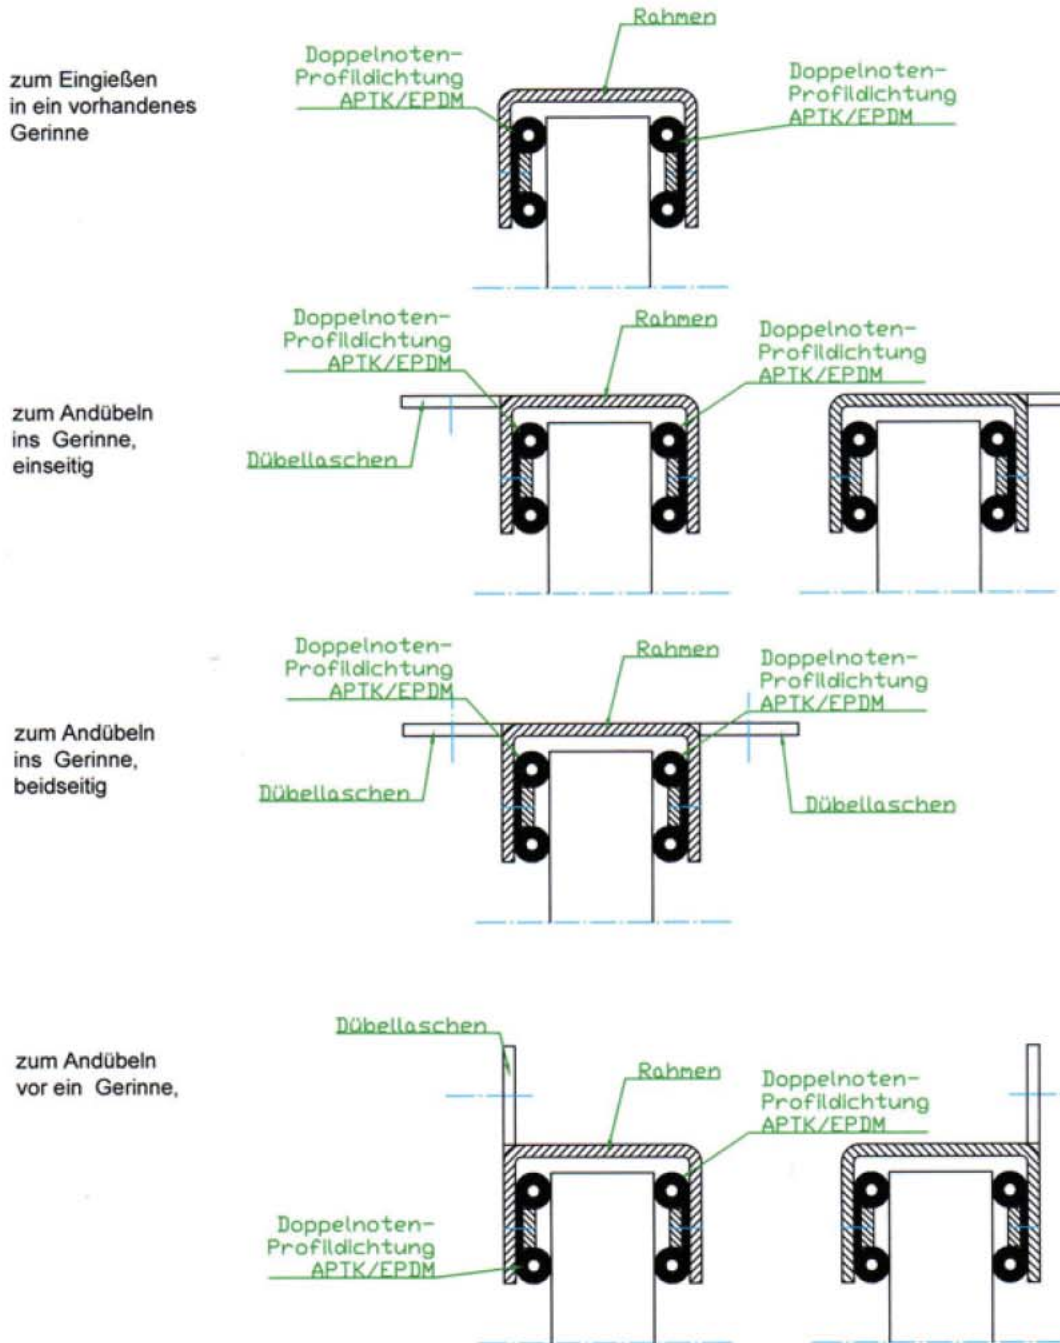 zum Eingießen
in ein vorhandenes
Gerinne
Rahmen
Doppelnoten-
Profildichtung
APTK/EPDM
Doppelnoten-
Profildichtung
APTK/EPDM
zum Andübeln
ins Gerinne,
einseitig
Doppelnoten-
Profildichtung
APTK/EPDM
Rahmen
Doppelnoten-
Profildichtung
APTK/EPDM
Dübellaschen
zum Andübeln
ins Gerinne,
beidseitig
Doppelnoten-
Profildichtung
APTK/EPDM
Rahmen
Doppelnoten-
Profildichtung
APTK/EPDM
Dübellaschen
Dübellaschen
zum Andübeln
vor ein Gerinne,
Dübellaschen
Rahmen
Doppelnoten-
Profildichtung
APTK/EPDM
Doppelnoten-
Profildichtung
APTK/EPDM